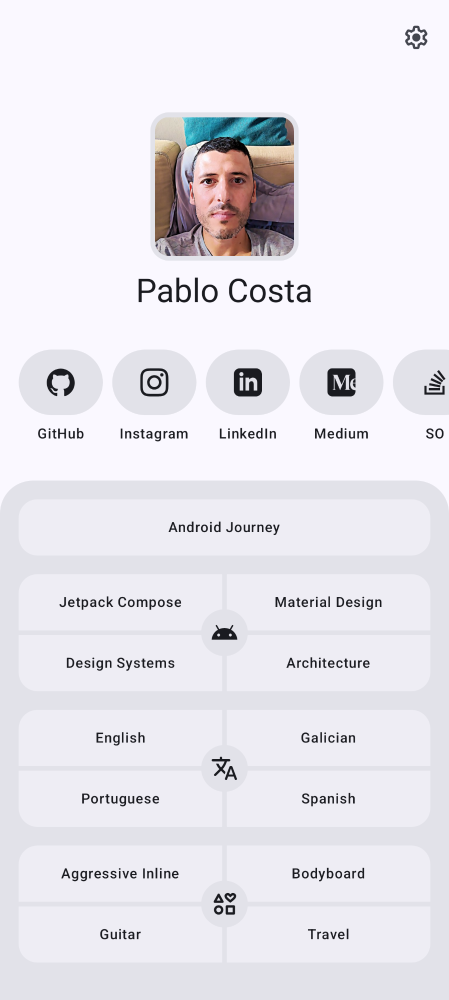 Pablo Costa
GitHub Instagram LinkedIn Medium SO
Android Journey
Jetpack Compose Material Design
Design Systems Architecture
English Galician
Portuguese Spanish
Aggressive Inline Bodyboard
Guitar Travel